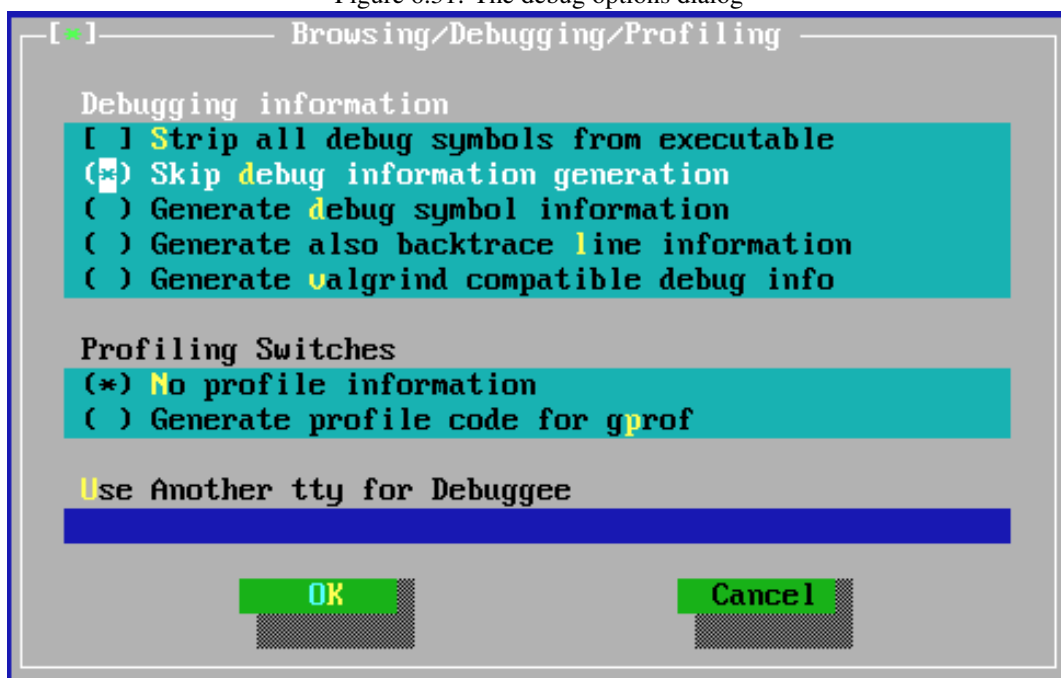 Figure 6.31: The debug options dialog
[*] Browsing/Debugging/Profiling
Debugging information
[ ] Strip all debug symbols from executable
(*) Skip debug information generation
( ) Generate debug symbol information
( ) Generate also backtrace line information
( ) Generate valgrind compatible debug info
Profiling Switches
(*) No profile information
( ) Generate profile code for gprof
Use Another tty for Debuggee
OK Cancel